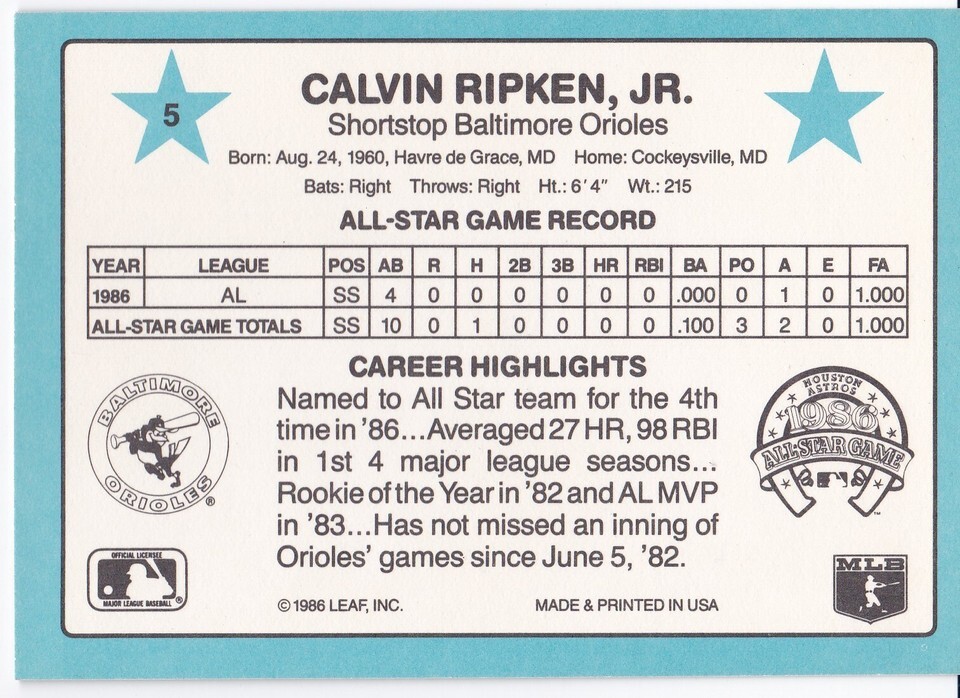 5
CALVIN RIPKEN, JR.
Shortstop Baltimore Orioles
Born: Aug. 24, 1960, Havre de Grace, MD Home: Cockeysville, MD
Bats: Right Throws: Right Ht.: 6'4" Wt.: 215
ALL-STAR GAME RECORD
YEAR LEAGUE POS AB R H 2B 3B HR RBI BA PO A E FA
1986 AL SS 4 0 0 0 0 0 0 .000 0 1 0 1.000
ALL-STAR GAME TOTALS SS 10 0 1 0 0 0 0 .100 3 2 0 1.000
CAREER HIGHLIGHTS
Named to All Star team for the 4th
time in '86...Averaged 27 HR, 98 RBI
in 1st 4 major league seasons...
Rookie of the Year in '82 and AL MVP
in '83...Has not missed an inning of
Orioles' games since June 5, '82.
BALTIMORE
ORIOLES
®
HOUSTON
ASTROS
1986
ALL-STAR GAME
™
OFFICIAL LICENSEE
MAJOR LEAGUE BASEBALL ®
© 1986 LEAF, INC. MADE & PRINTED IN USA
MLB